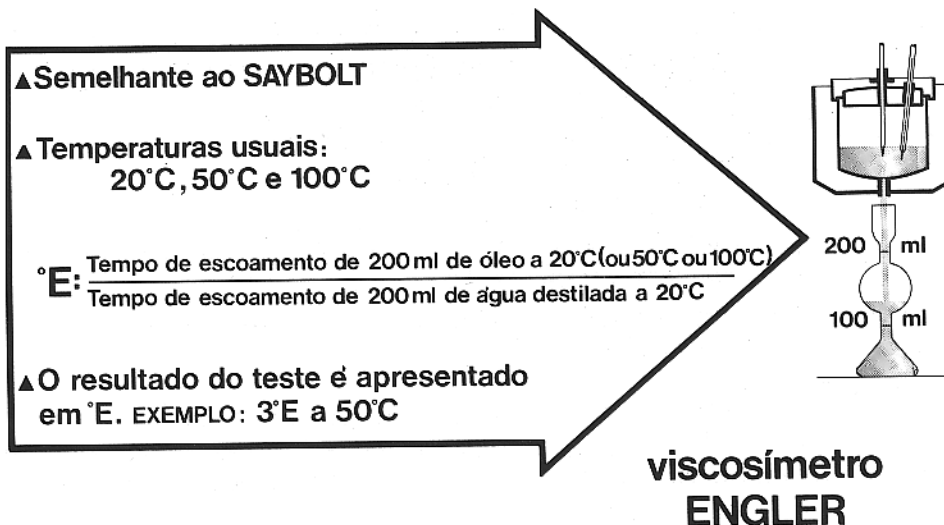 ▲Semelhante ao SAYBOLT
▲Temperaturas usuais:
20°C, 50°C e 100°C
°E: Tempo de escoamento de 200 ml de óleo a 20°C (ou 50°C ou 100°C)
Tempo de escoamento de 200 ml de água destilada a 20°C
▲O resultado do teste é apresentado
em °E. EXEMPLO: 3°E a 50°C
200 ml
100 ml
viscosímetro
ENGLER